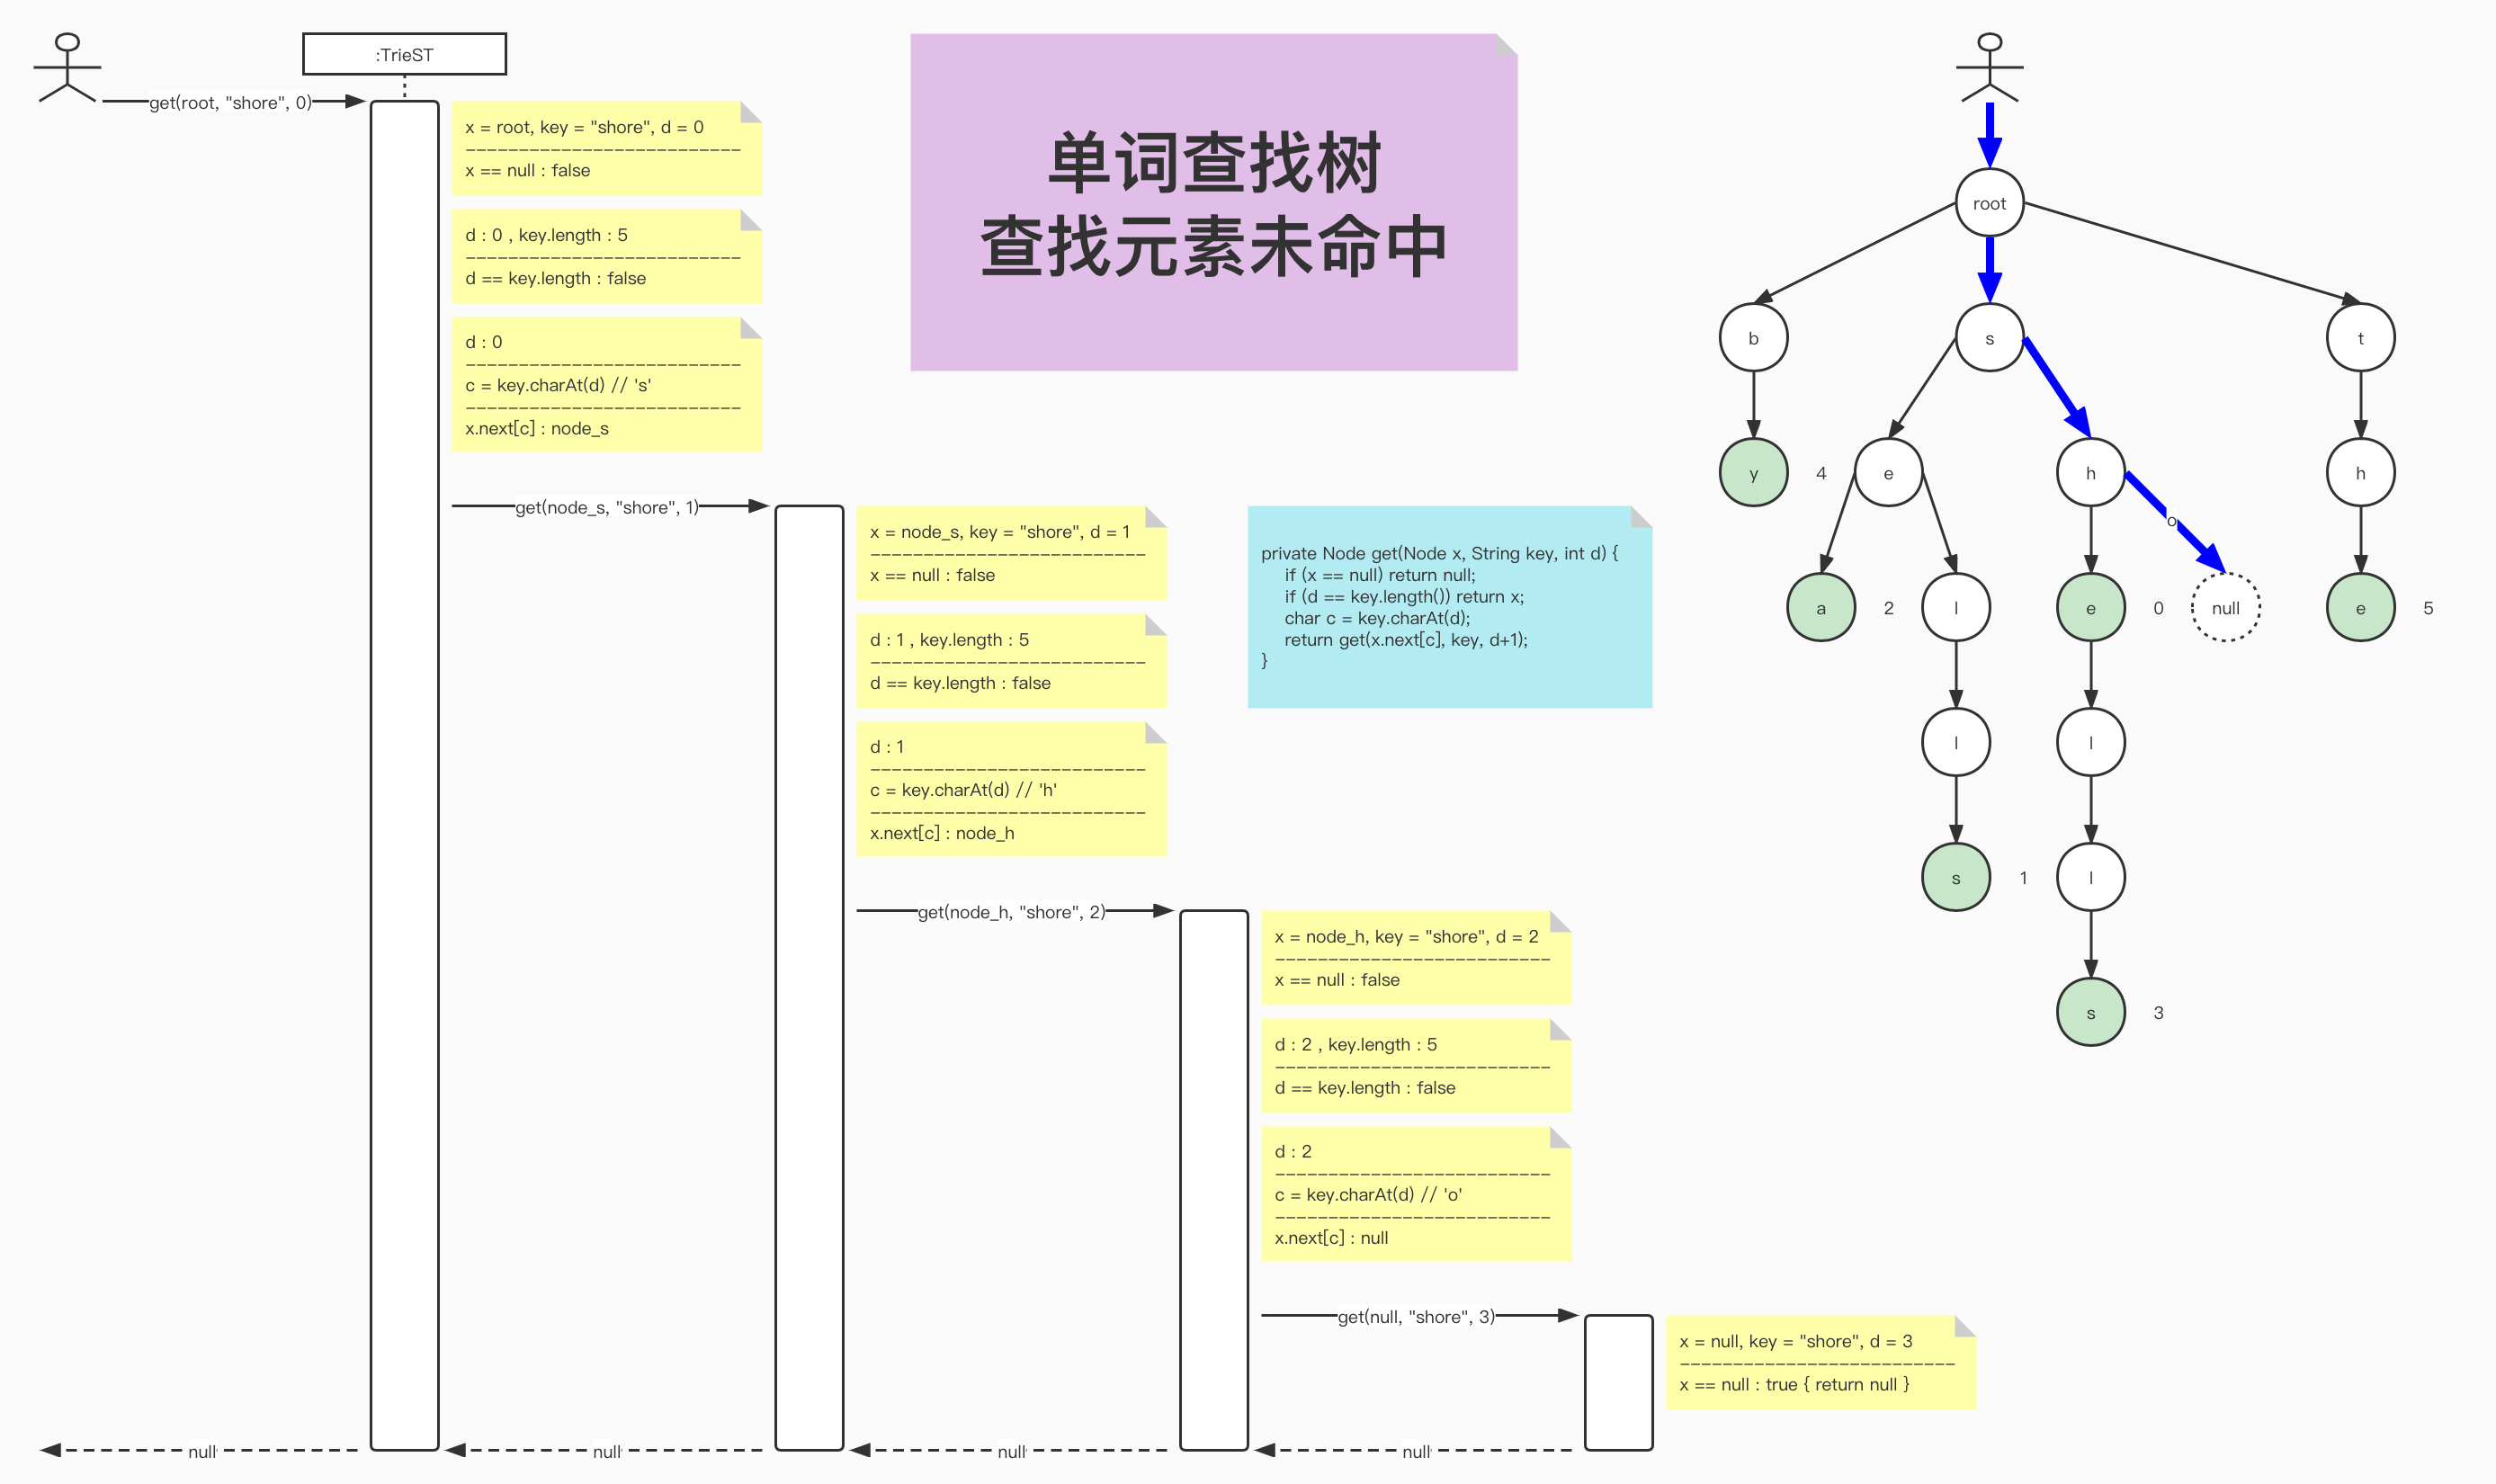 :TrieST
get(root, "shore", 0)
x = root, key = "shore", d = 0
--------------------------
x == null : false
d : 0 , key.length : 5
--------------------------
d == key.length : false
d : 0
--------------------------
c = key.charAt(d) // 's'
--------------------------
x.next[c] : node_s
单词查找树
查找元素未命中
get(node_s, "shore", 1)
x = node_s, key = "shore", d = 1
--------------------------
x == null : false
d : 1 , key.length : 5
--------------------------
d == key.length : false
d : 1
--------------------------
c = key.charAt(d) // 'h'
--------------------------
x.next[c] : node_h
private Node get(Node x, String key, int d) {
if (x == null) return null;
if (d == key.length()) return x;
char c = key.charAt(d);
return get(x.next[c], key, d+1);
}
get(node_h, "shore", 2)
x = node_h, key = "shore", d = 2
--------------------------
x == null : false
d : 2 , key.length : 5
--------------------------
d == key.length : false
d : 2
--------------------------
c = key.charAt(d) // 'o'
--------------------------
x.next[c] : null
get(null, "shore", 3)
x = null, key = "shore", d = 3
--------------------------
x == null : true { return null }
null
null
null
null
root
b
s
t
y
4
e
h
h
o
a
2
l
e
0
null
e
5
l
l
s
1
l
s
3